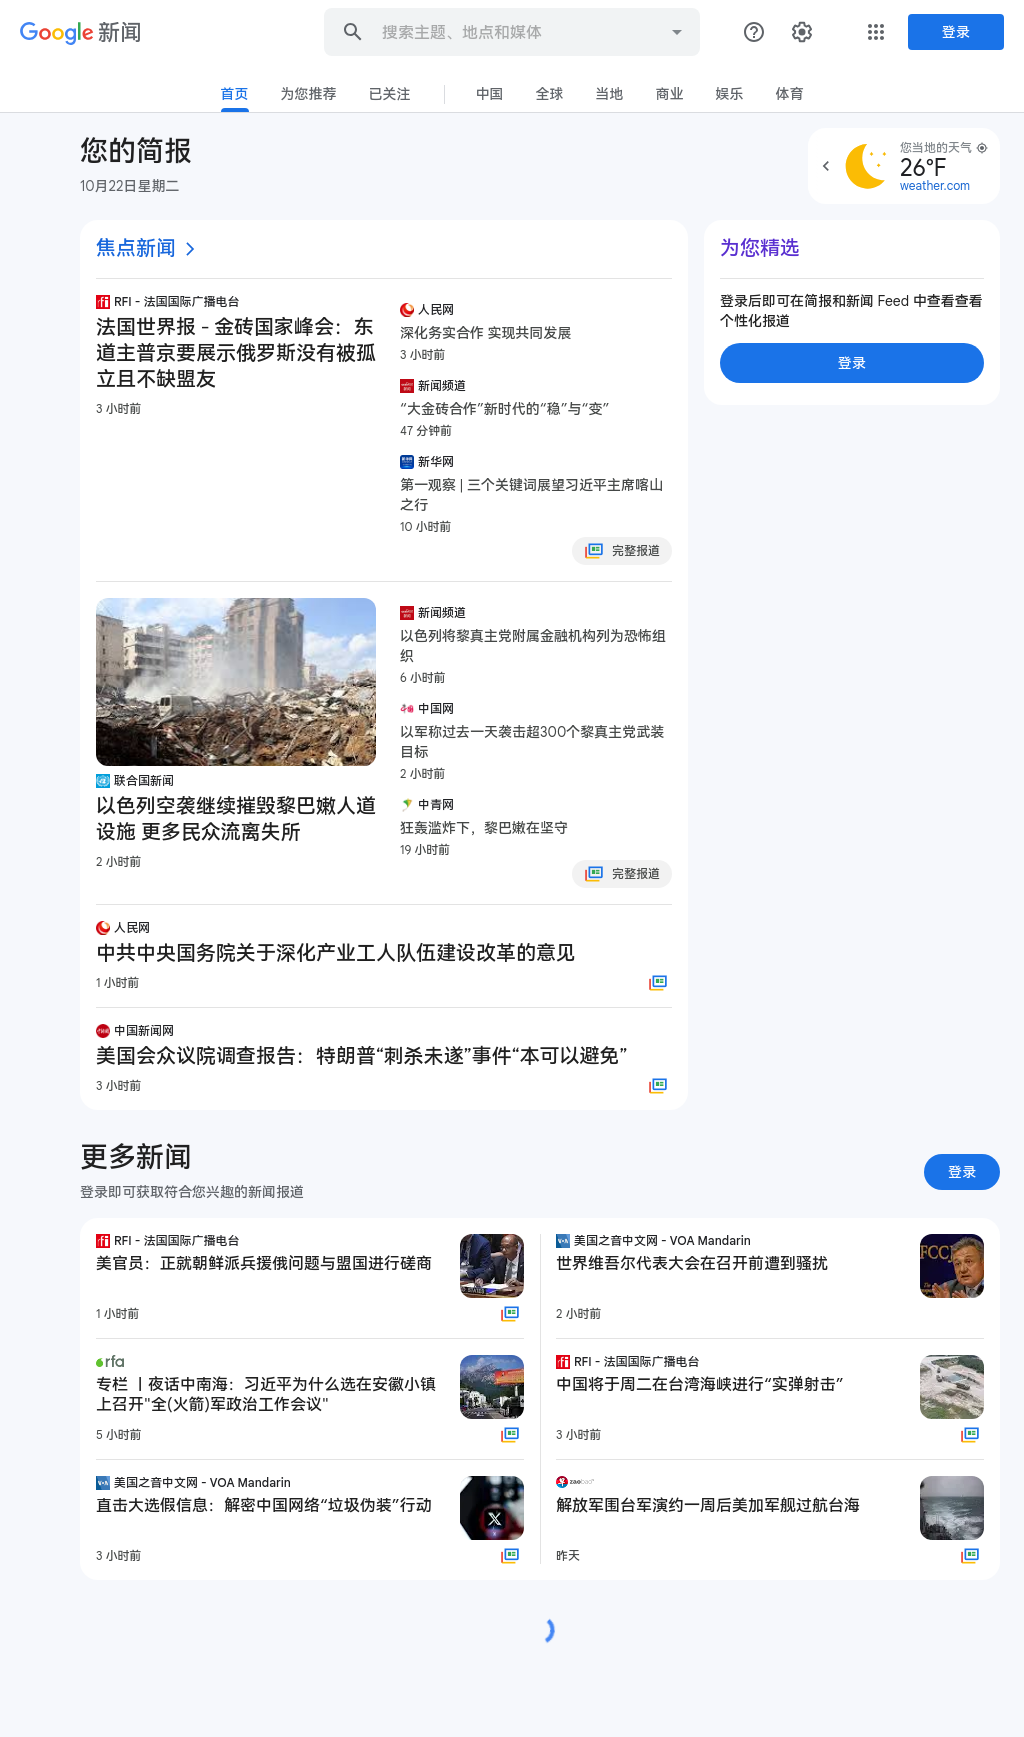 Google 新闻
搜索主题、地点和媒体
登录
首页
为您推荐
已关注
中国
全球
当地
商业
娱乐
体育
您的简报
10月22日星期二
您当地的天气
26°F
weather.com
焦点新闻
RFI - 法国国际广播电台
法国世界报 - 金砖国家峰会：东
道主普京要展示俄罗斯没有被孤
立且不缺盟友
3 小时前
人民网
深化务实合作 实现共同发展
3 小时前
新闻频道
“大金砖合作”新时代的“稳”与“变”
47 分钟前
新华网
第一观察 | 三个关键词展望习近平主席喀山
之行
10 小时前
完整报道
为您精选
登录后即可在简报和新闻 Feed 中查看查看
个性化报道
登录
联合国新闻
以色列空袭继续摧毁黎巴嫩人道
设施 更多民众流离失所
2 小时前
新闻频道
以色列将黎真主党附属金融机构列为恐怖组
织
6 小时前
中国网
以军称过去一天袭击超300个黎真主党武装
目标
2 小时前
中青网
狂轰滥炸下，黎巴嫩在坚守
19 小时前
完整报道
人民网
中共中央国务院关于深化产业工人队伍建设改革的意见
1 小时前
中国新闻网
美国会众议院调查报告：特朗普“刺杀未遂”事件“本可以避免”
3 小时前
更多新闻
登录即可获取符合您兴趣的新闻报道
登录
RFI - 法国国际广播电台
美官员：正就朝鲜派兵援俄问题与盟国进行磋商
1 小时前
美国之音中文网 - VOA Mandarin
世界维吾尔代表大会在召开前遭到骚扰
2 小时前
rfa
专栏 丨夜话中南海：习近平为什么选在安徽小镇
上召开"全(火箭)军政治工作会议"
5 小时前
RFI - 法国国际广播电台
中国将于周二在台湾海峡进行“实弹射击”
3 小时前
美国之音中文网 - VOA Mandarin
直击大选假信息：解密中国网络“垃圾伪装”行动
3 小时前
zaobao
解放军围台军演约一周后美加军舰过航台海
昨天